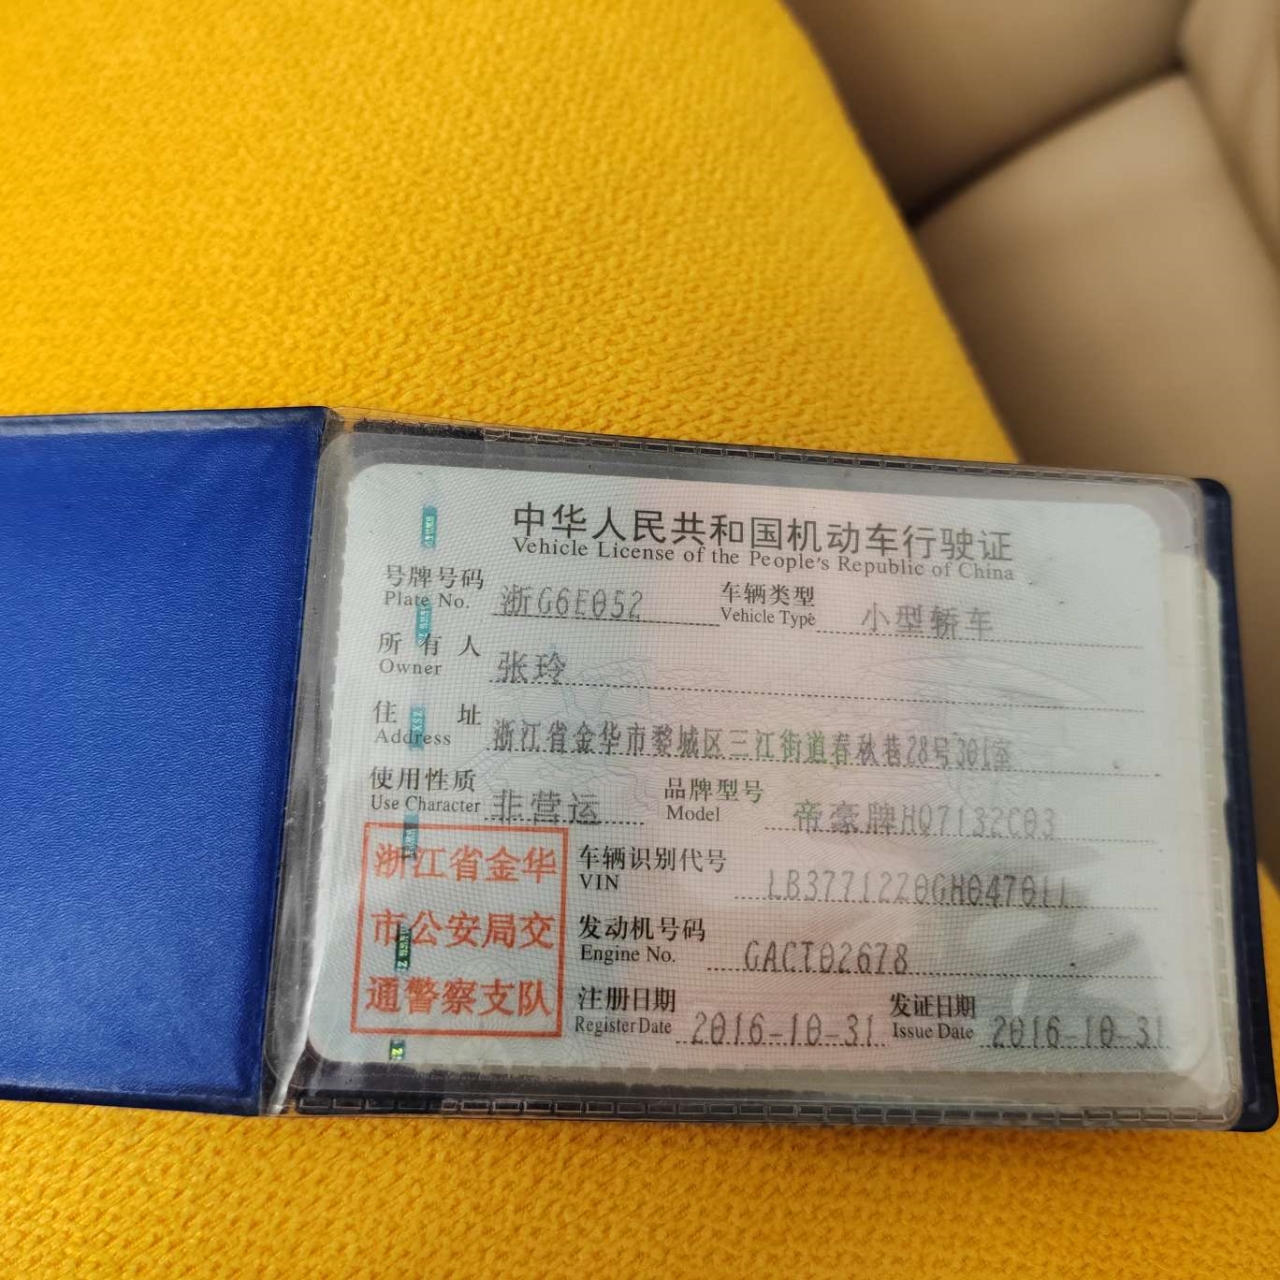 中华人民共和国机动车行驶证
Vehicle License of the People's Republic of China
号牌号码 浙G6E052 车辆类型 小型轿车
Plate No. Vehicle Type
所有人 张玲
Owner
住址 浙江省金华市婺城区三江街道春秋巷28号301室
Address
使用性质 非营运 品牌型号 帝豪牌HQ7132C03
Use Character Model
浙江省金华
市公安局交
通警察支队
车辆识别代号 LB37712Z0GH047011
VIN
发动机号码 GACT02678
Engine No.
注册日期 2016-10-31 发证日期 2016-10-31
Register Date Issue Date